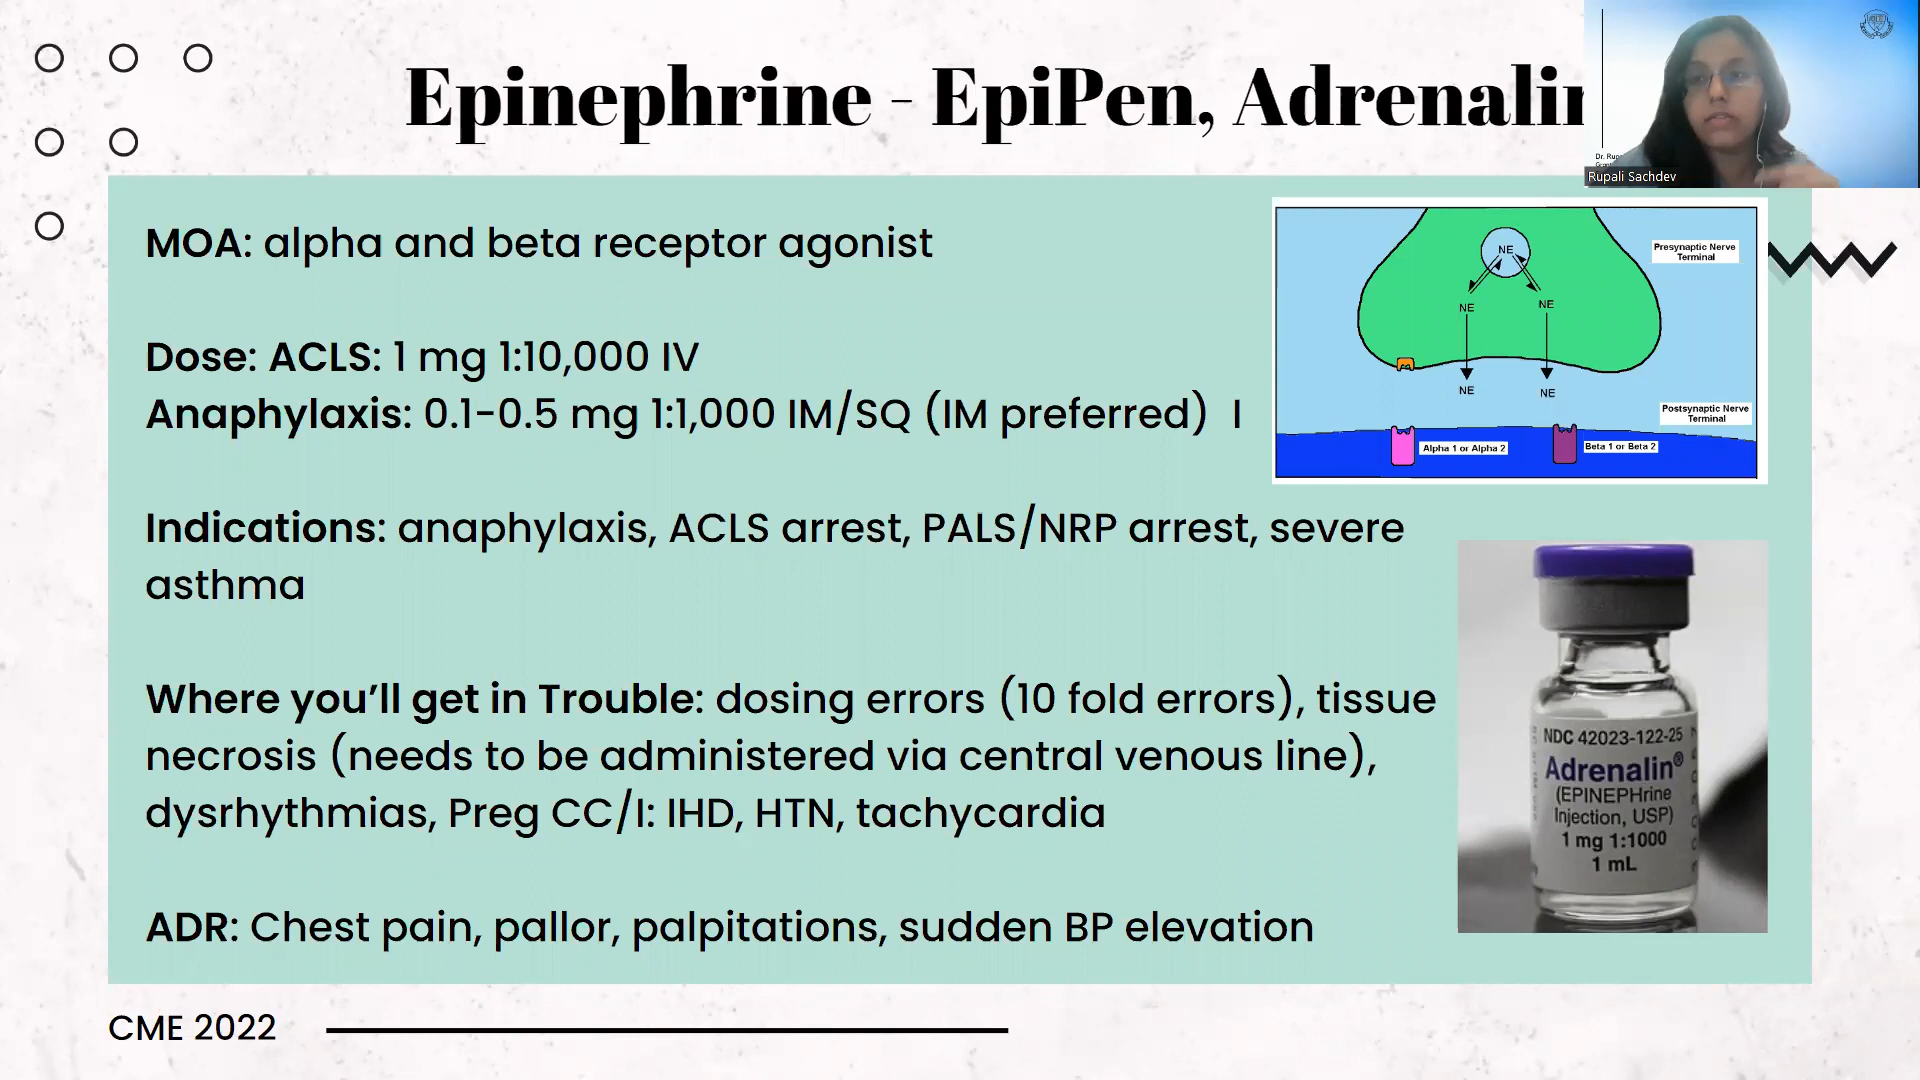 Epinephrine - EpiPen, Adrenalin
Dr. Rup
Rupali Sachdev
MOA: alpha and beta receptor agonist
Dose: ACLS: 1 mg 1:10,000 IV
Anaphylaxis: 0.1-0.5 mg 1:1,000 IM/SQ (IM preferred) I
Indications: anaphylaxis, ACLS arrest, PALS/NRP arrest, severe
asthma
Where you’ll get in Trouble: dosing errors (10 fold errors), tissue
necrosis (needs to be administered via central venous line),
dysrhythmias, Preg CC/I: IHD, HTN, tachycardia
ADR: Chest pain, pallor, palpitations, sudden BP elevation
NE
NE
NE
NE
NE
Presynaptic Nerve
Terminal
Postsynaptic Nerve
Terminal
Alpha 1 or Alpha 2
Beta 1 or Beta 2
NDC 42023-122-25
Adrenalin®
(EPINEPHrine
Injection, USP)
1 mg 1:1000
1 mL
CME 2022